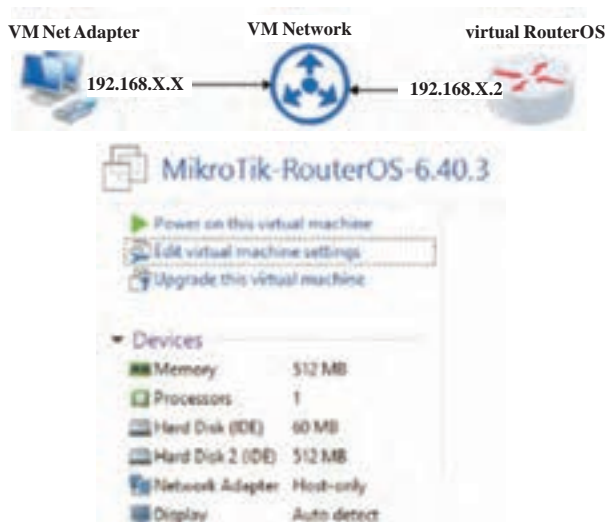 VM Net Adapter VM Network virtual RouterOS
192.168.X.X 192.168.X.2
MikroTik-RouterOS-6.40.3
Power on this virtual machine
Edit virtual machine settings
Upgrade this virtual machine
Devices
Memory 512 MB
Processors 1
Hard Disk (IDE) 60 MB
Hard Disk 2 (IDE) 512 MB
Network Adapter Host-only
Display Auto detect